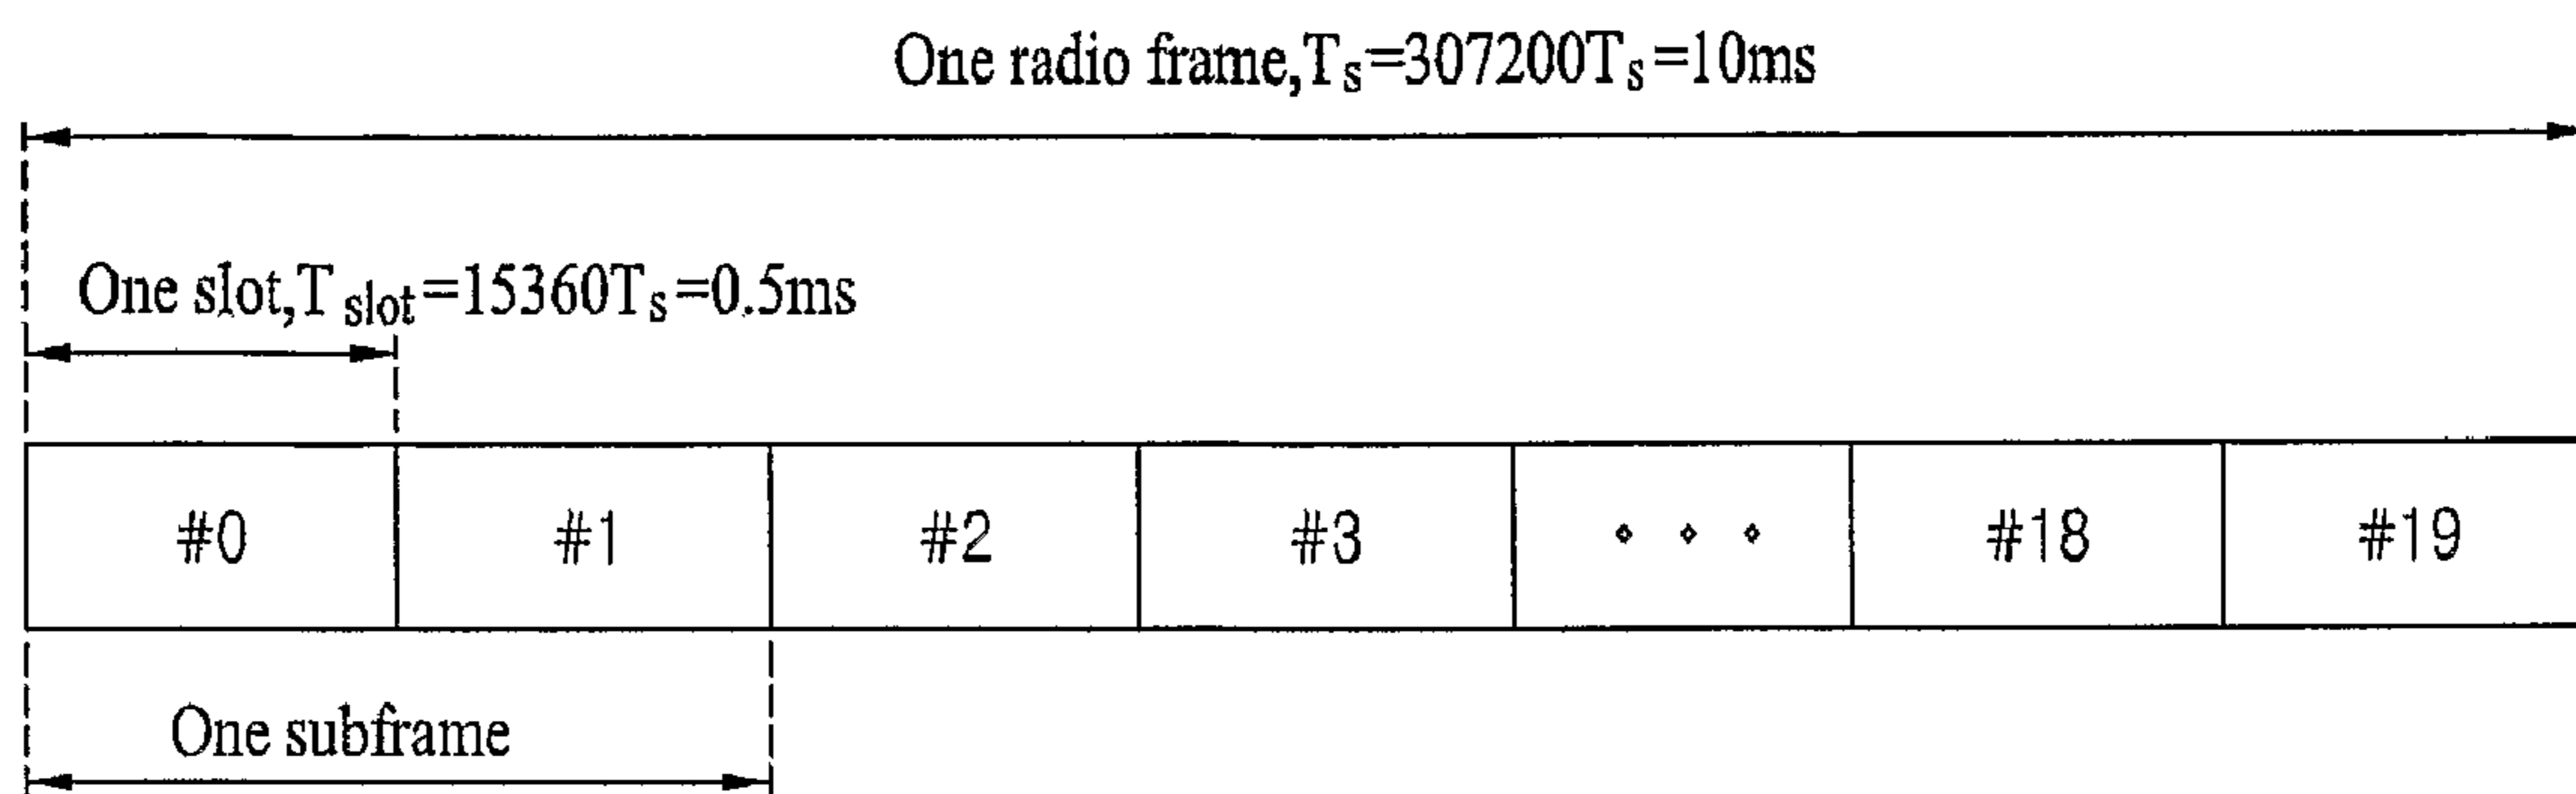 One radio frame,Ts=307200Ts=10ms
One slot,Tslot=15360Ts=0.5ms
#0 #1 #2 #3 #18 #19
One subframe